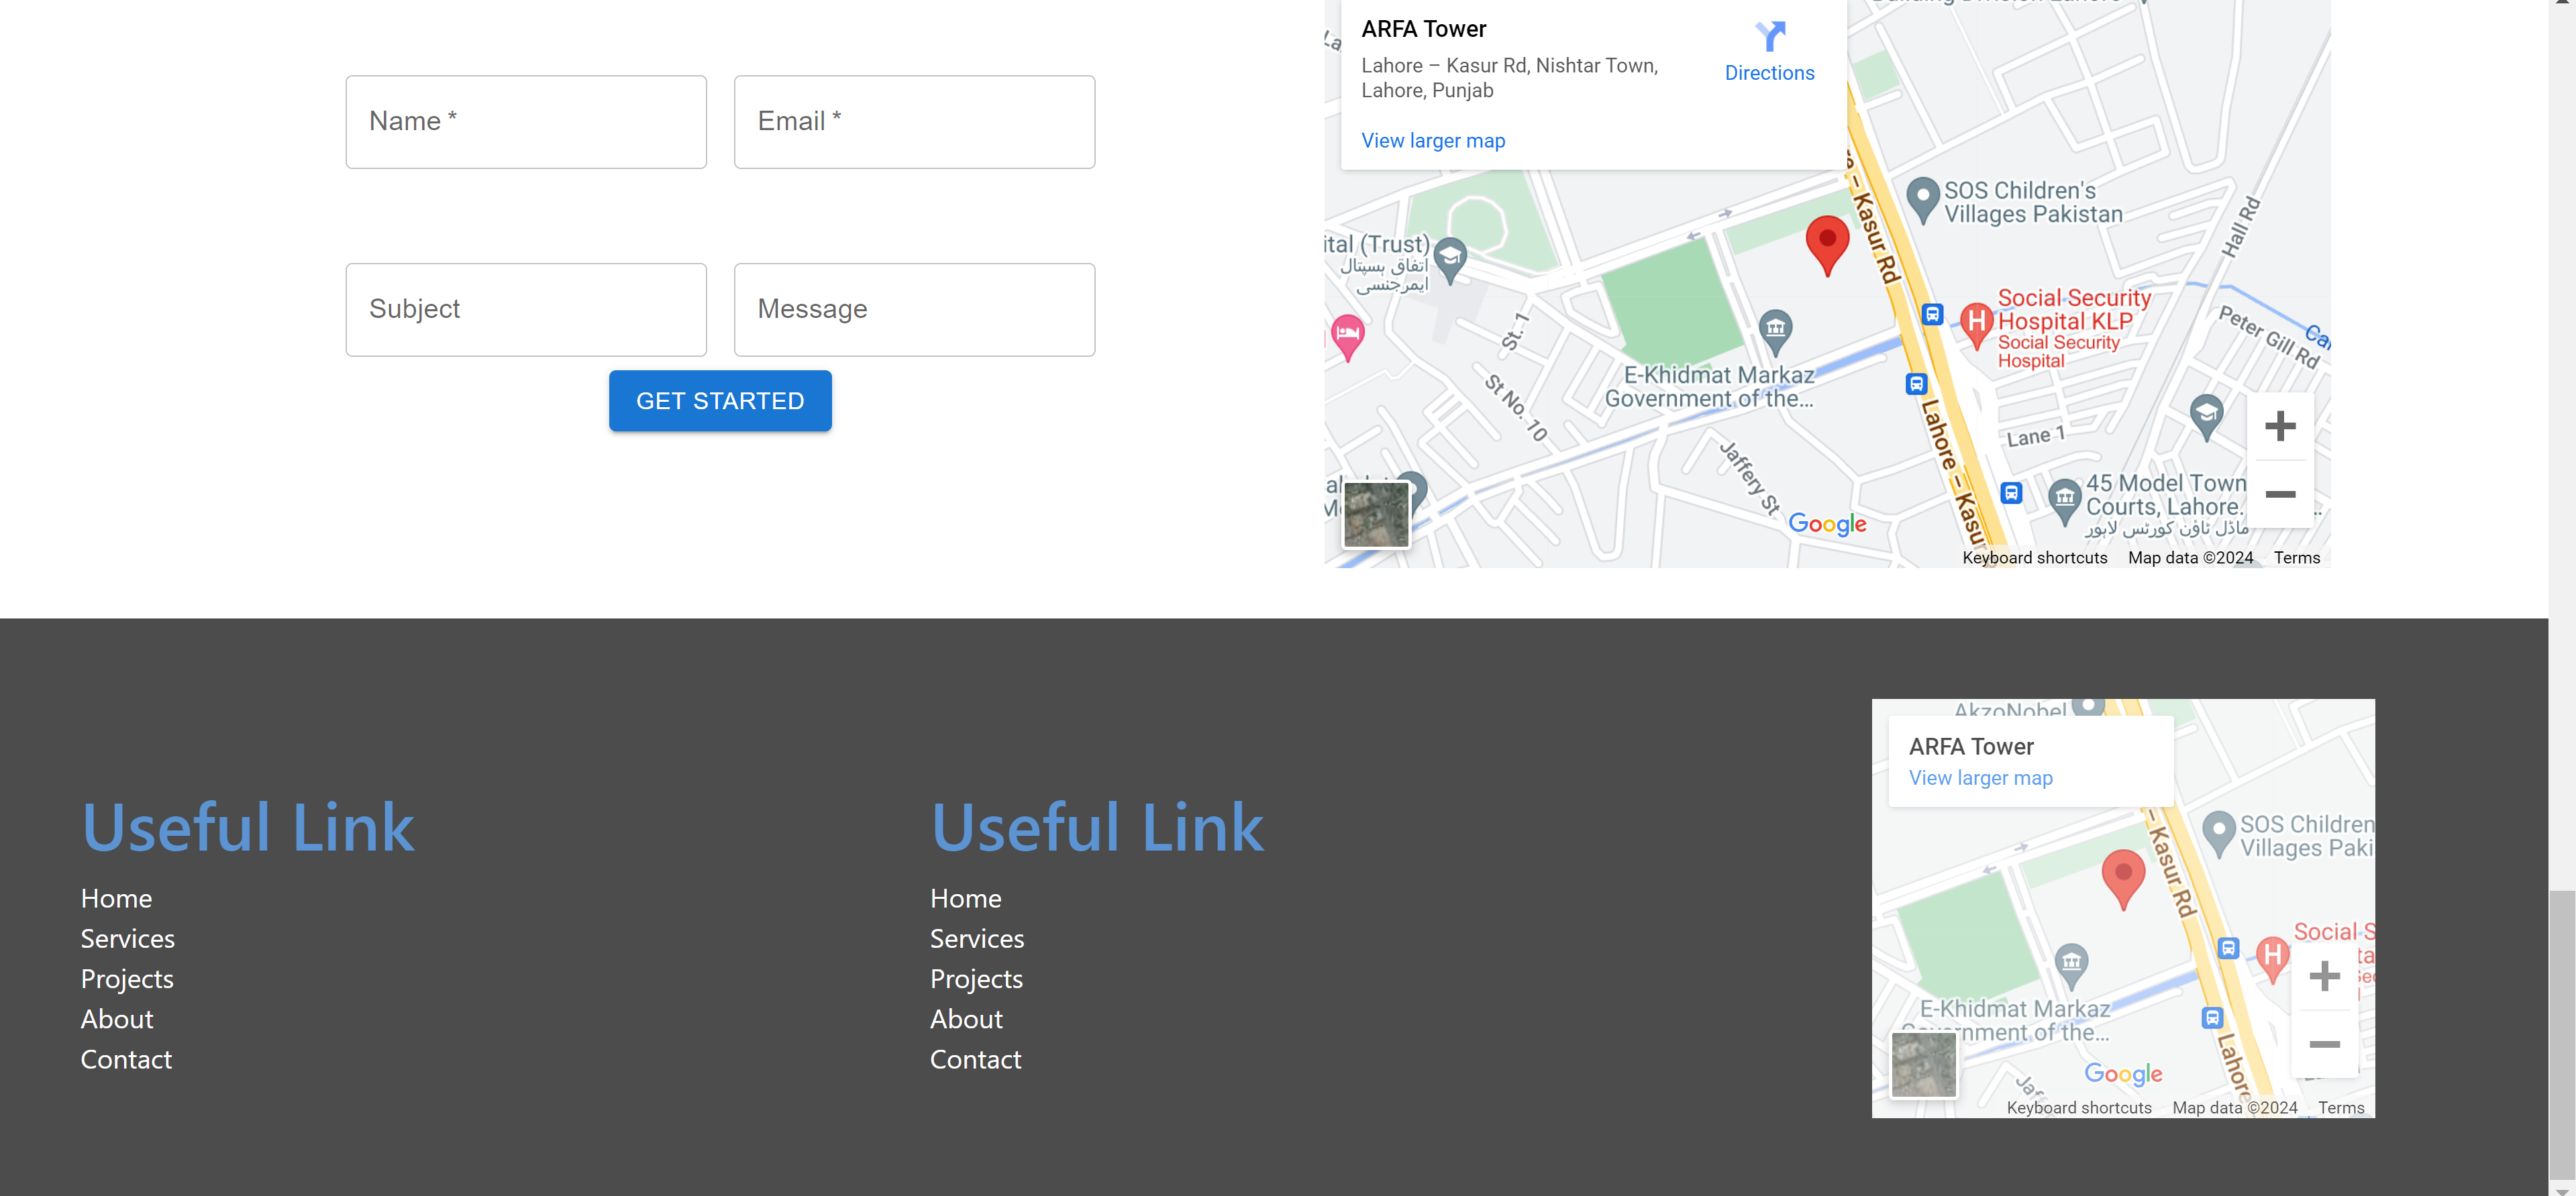 Name *
Email *
Subject
Message
GET STARTED
ARFA Tower
Lahore – Kasur Rd, Nishtar Town,
Lahore, Punjab
Directions
View larger map
SOS Children's
Villages Pakistan
Hall Rd
– Kasur Rd
ital (Trust)
اتفاق ہسپتال
ایمرجنسی
St. 1
Social Security
Hospital KLP
Social Security
Hospital
Peter Gill Rd
E-Khidmat Markaz
Government of the...
St No. 10
Jaffery St
Lahore – Kasur
Lane 1
45 Model Town
Courts, Lahore.
ماڈل ٹاؤن کورٹس لاہور
Google
Keyboard shortcuts
Map data ©2024
Terms
Useful Link
Home
Services
Projects
About
Contact
Useful Link
Home
Services
Projects
About
Contact
AkzoNobel
ARFA Tower
View larger map
SOS Children
Villages Paki
– Kasur Rd
Social S
E-Khidmat Markaz
Government of the...
Lahore
Google
Keyboard shortcuts
Map data ©2024
Terms